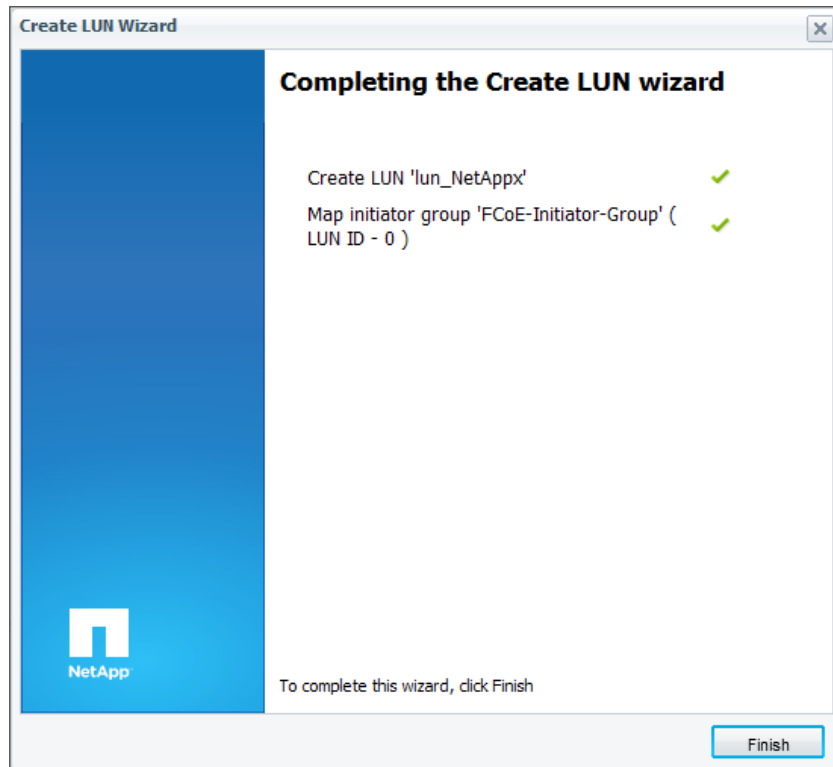 Create LUN Wizard
Completing the Create LUN wizard
Create LUN 'lun_NetAppx'
Map initiator group 'FCoE-Initiator-Group' (
LUN ID - 0 )
NetApp
To complete this wizard, click Finish
Finish